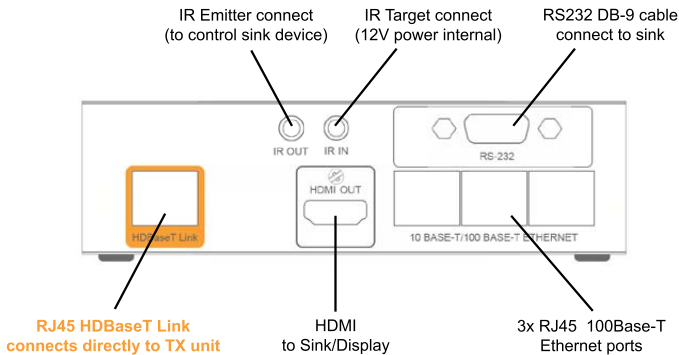 IR Emitter connect
(to control sink device)
IR Target connect
(12V power internal)
RS232 DB-9 cable
connect to sink
IR OUT
IR IN
RS-232
HDMI OUT
HDBaseT Link
10 BASE-T/100 BASE-T ETHERNET
RJ45 HDBaseT Link
connects directly to TX unit
HDMI
to Sink/Display
3x RJ45 100Base-T
Ethernet ports